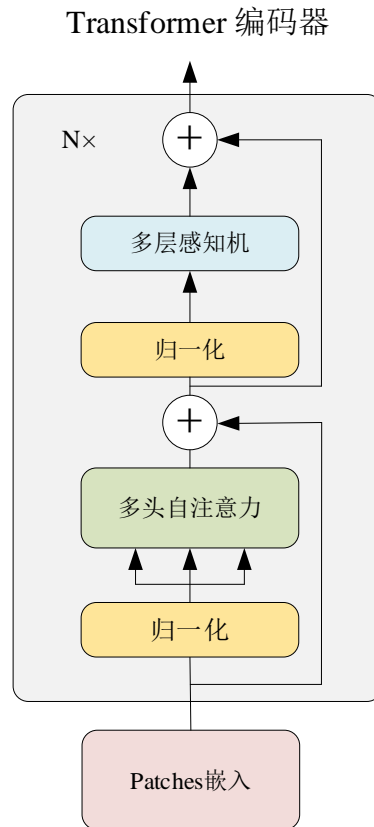 Transformer 编码器
N×
多层感知机
归一化
多头自注意力
归一化
Patches嵌入